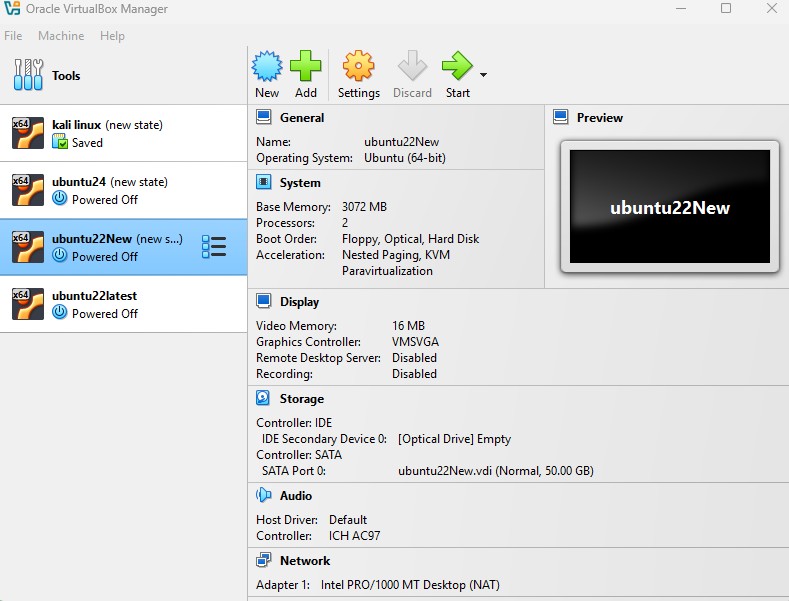 Oracle VirtualBox Manager
File Machine Help
Tools
New Add Settings Discard Start
x64 kali linux (new state)
Saved
x64 ubuntu24 (new state)
Powered Off
x64 ubuntu22New (new s...)
Powered Off
x64 ubuntu22latest
Powered Off
General
Name: ubuntu22New
Operating System: Ubuntu (64-bit)
Preview
ubuntu22New
System
Base Memory: 3072 MB
Processors: 2
Boot Order: Floppy, Optical, Hard Disk
Acceleration: Nested Paging, KVM
Paravirtualization
Display
Video Memory: 16 MB
Graphics Controller: VMSVGA
Remote Desktop Server: Disabled
Recording: Disabled
Storage
Controller: IDE
IDE Secondary Device 0: [Optical Drive] Empty
Controller: SATA
SATA Port 0: ubuntu22New.vdi (Normal, 50.00 GB)
Audio
Host Driver: Default
Controller: ICH AC97
Network
Adapter 1: Intel PRO/1000 MT Desktop (NAT)